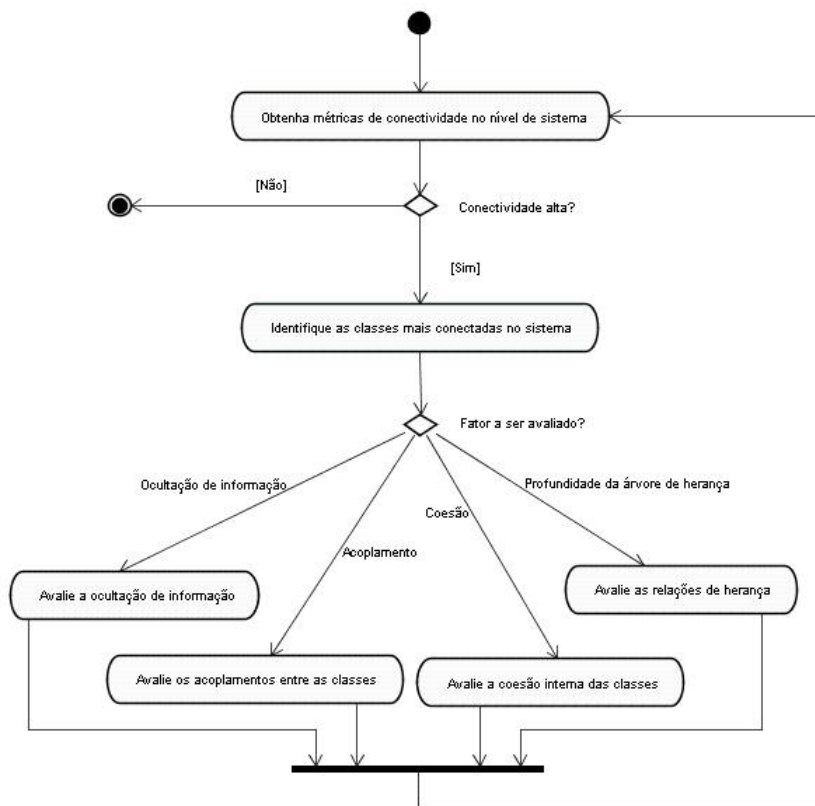 Obtenha métricas de conectividade no nível de sistema
[Não]
Conectividade alta?
[Sim]
Identifique as classes mais conectadas no sistema
Fator a ser avaliado?
Ocultação de informação
Profundidade da árvore de herança
Coesão
Acoplamento
Avalie a ocultação de informação
Avalie as relações de herança
Avalie os acoplamentos entre as classes
Avalie a coesão interna das classes